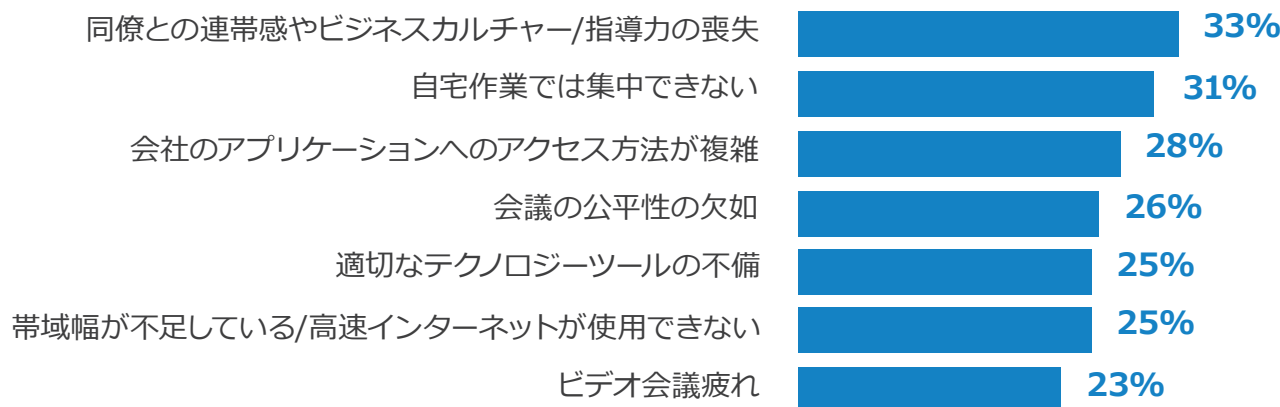 同僚との連帯感やビジネスカルチャー/指導力の喪失 33%
自宅作業では集中できない 31%
会社のアプリケーションへのアクセス方法が複雑 28%
会議の公平性の欠如 26%
適切なテクノロジーツールの不備 25%
帯域幅が不足している/高速インターネットが使用できない 25%
ビデオ会議疲れ 23%